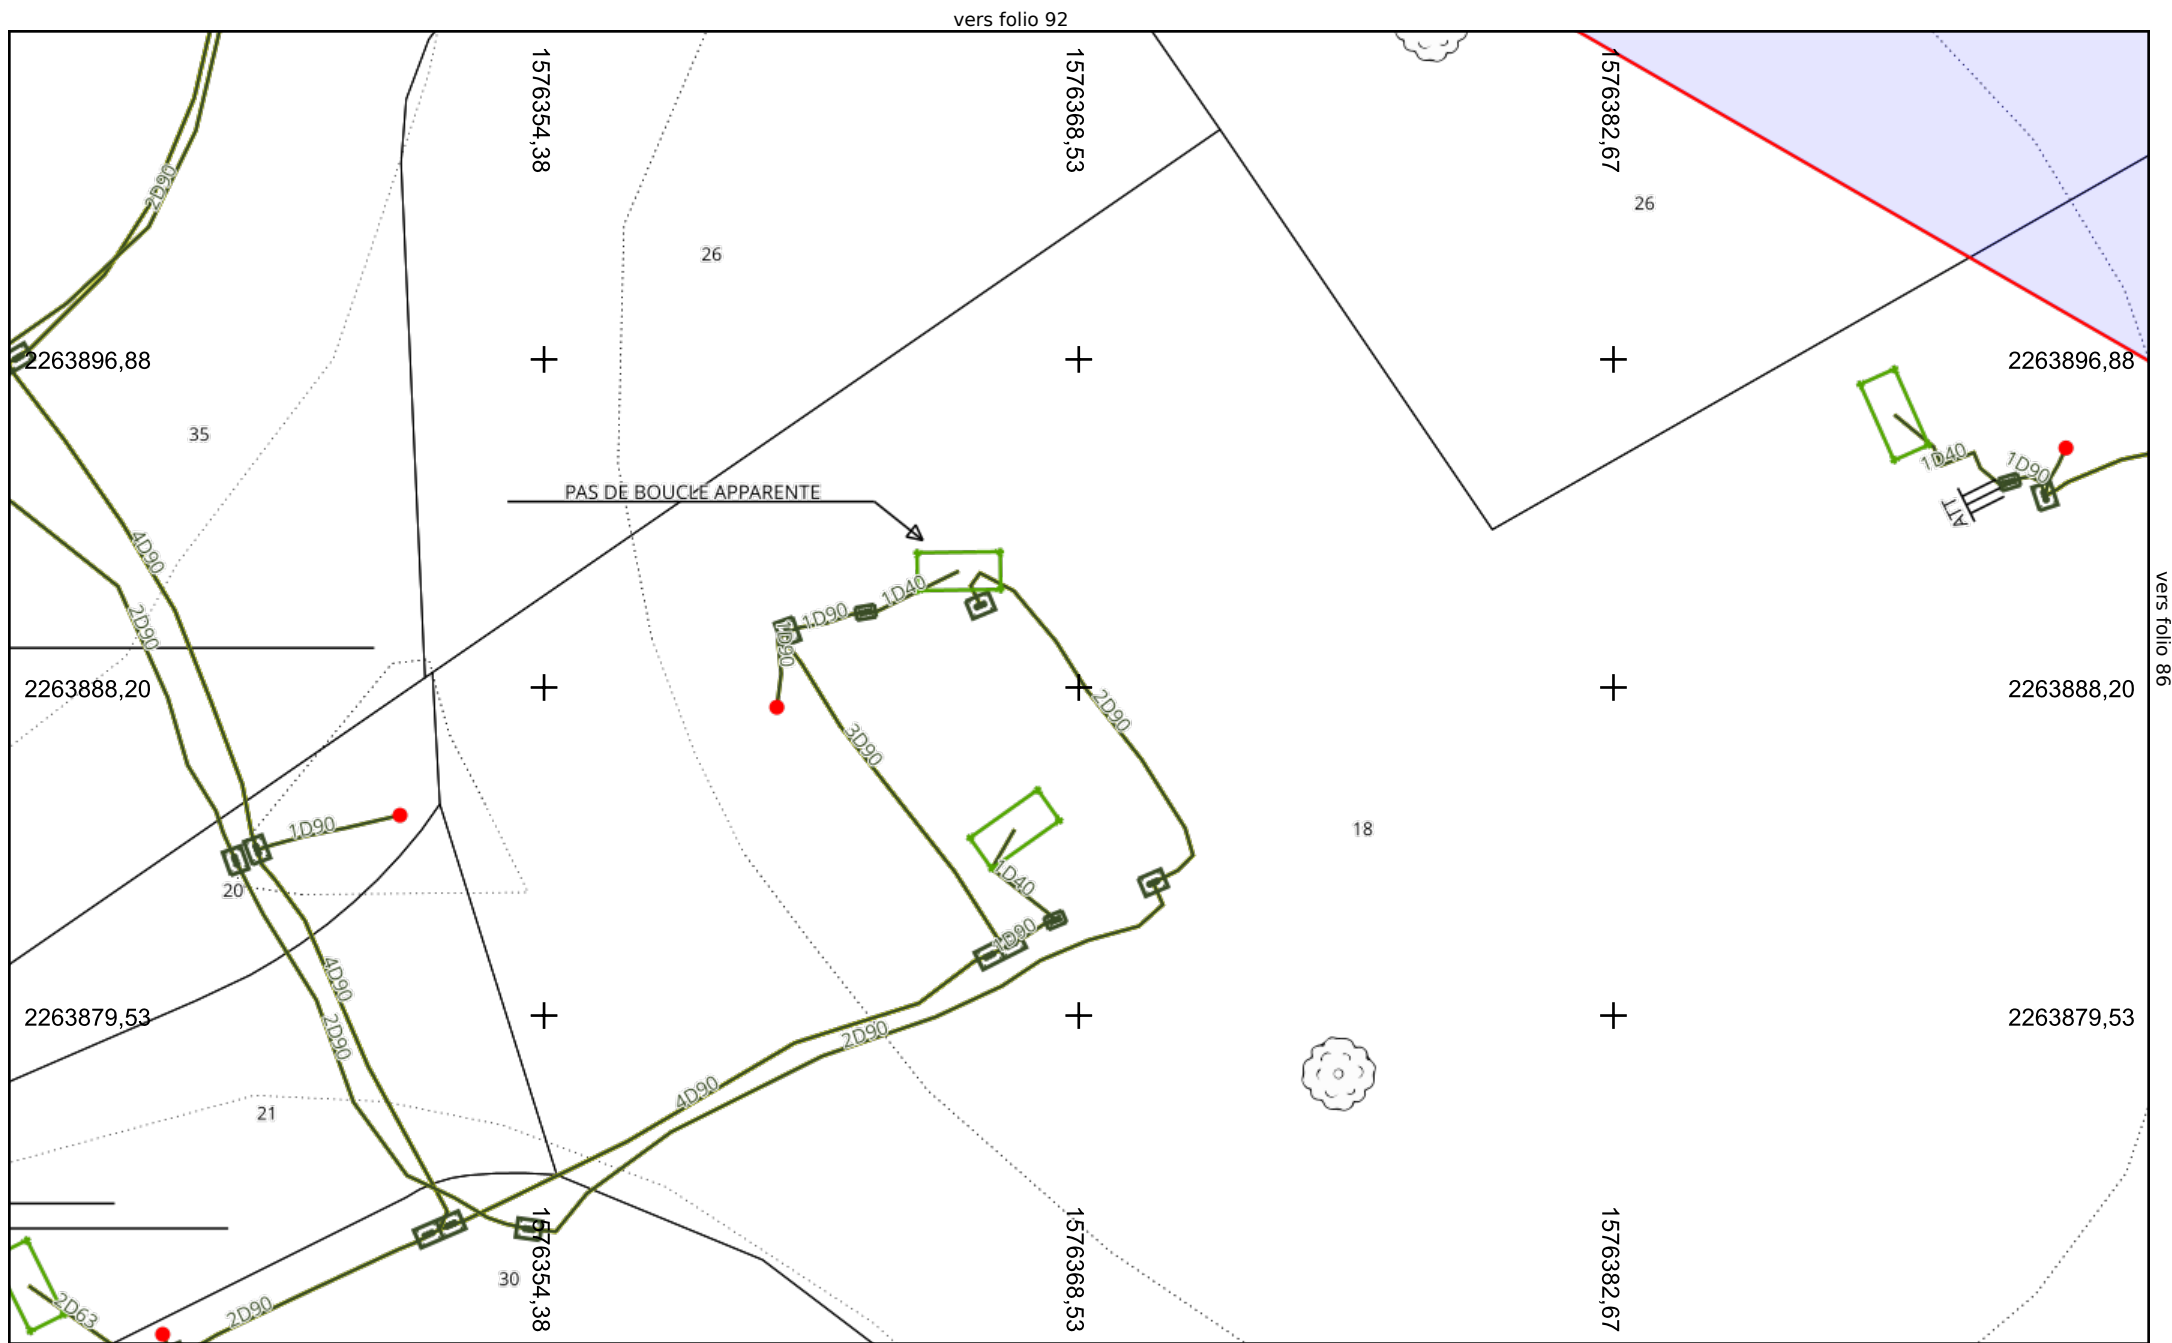 vers folio 92
1576354,38
1576368,53
1576382,67
2D90
26
26
2263896,88
2263896,88
35
1D40
1D90
ATT
PAS DE BOUCLE APPARENTE
4D90
2D90
1D90
1D40
1D90
vers folio 86
2263888,20
2263888,20
2D90
3D90
1D90
18
20
1D40
1D90
4D90
2D90
2263879,53
2263879,53
2D90
4D90
21
30
2D63
2D90
1576354,38
1576368,53
1576382,67